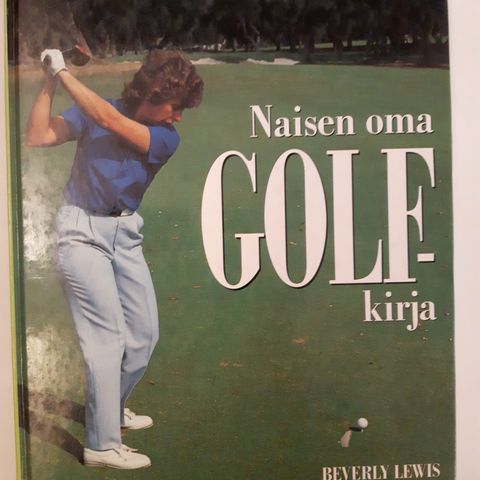 Naisen oma
GOLF-
kirja
BEVERLY LEWIS